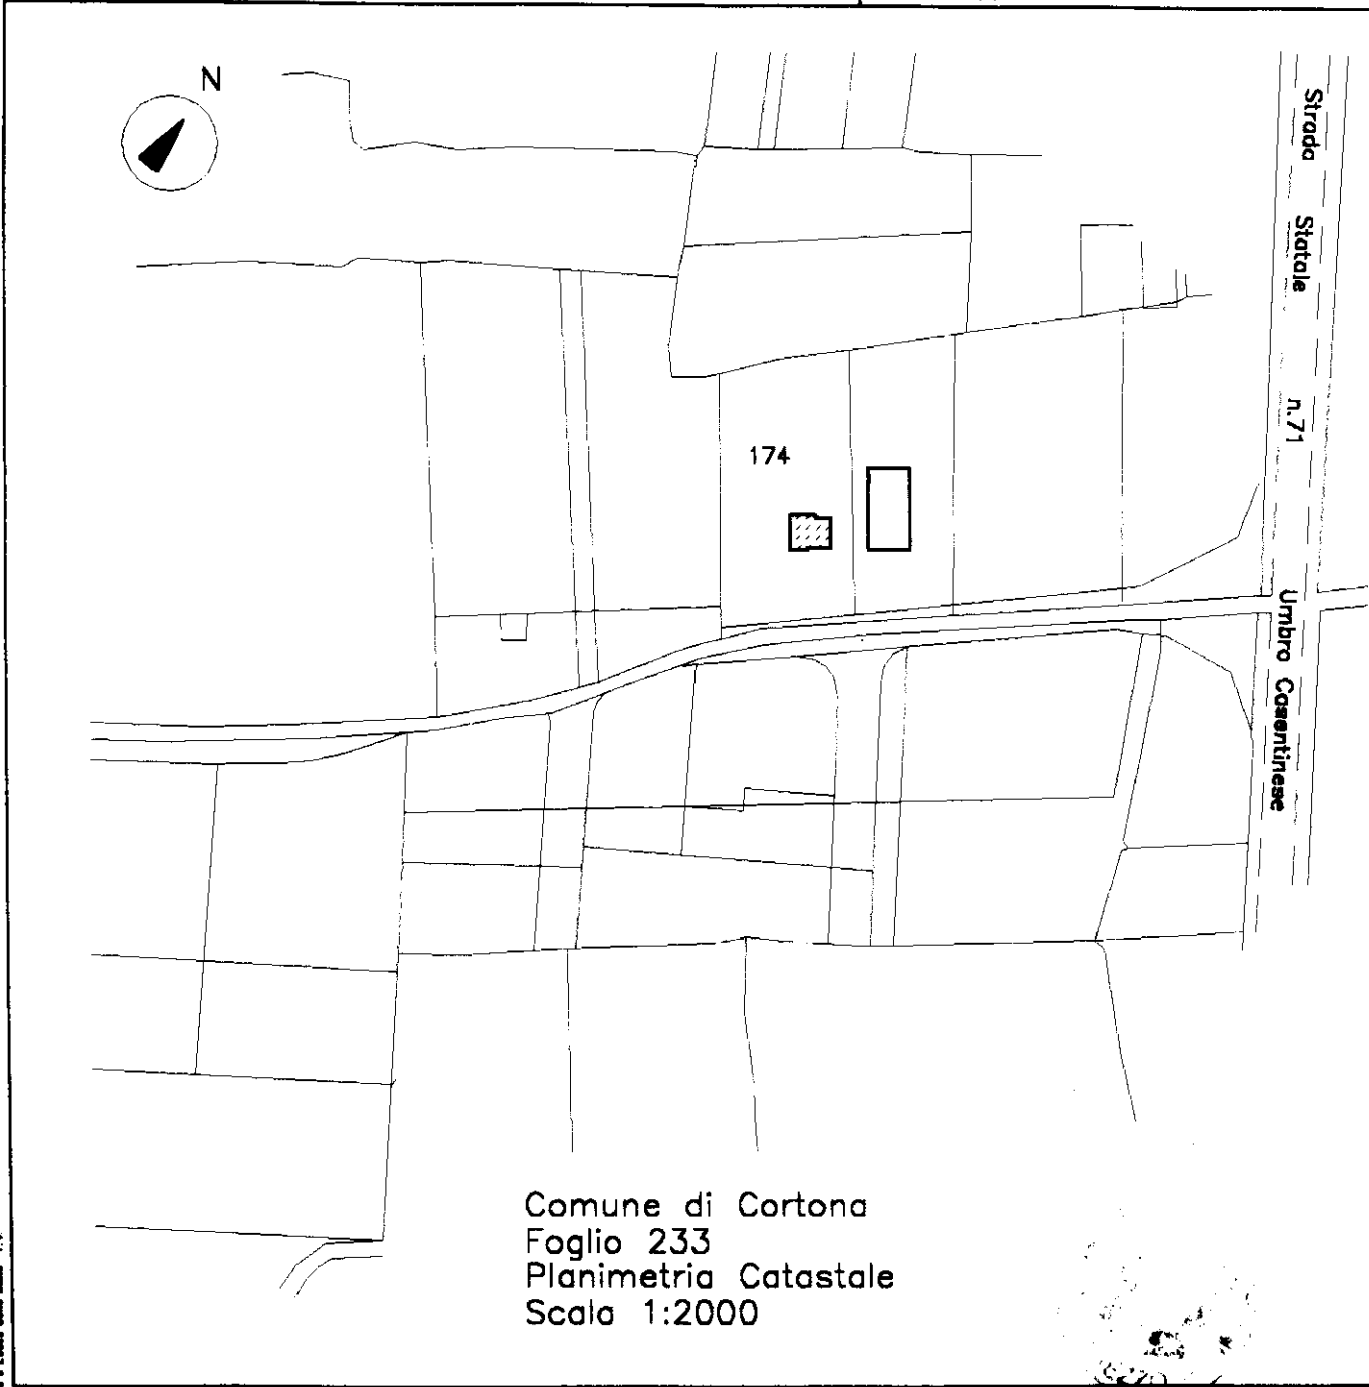 N
Strada Statale n.71 Umbro Casentinese
174
Comune di Cortona
Foglio 233
Planimetria Catastale
Scala 1:2000